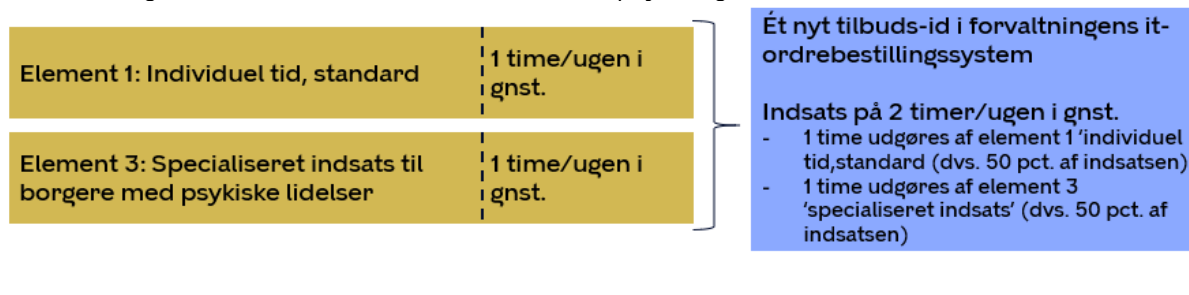 Element 1: Individuel tid, standard
1 time/ugen i
gnst.
Element 3: Specialiseret indsats til
borgere med psykiske lidelser
1 time/ugen i
gnst.
Ét nyt tilbuds-id i forvaltningens it-
ordrebestillingssystem
Indsats på 2 timer/ugen i gnst.
- 1 time udgøres af element 1 'individuel
tid,standard (dvs. 50 pct. af indsatsen)
- 1 time udgøres af element 3
'specialiseret indsats' (dvs. 50 pct. af
indsatsen)